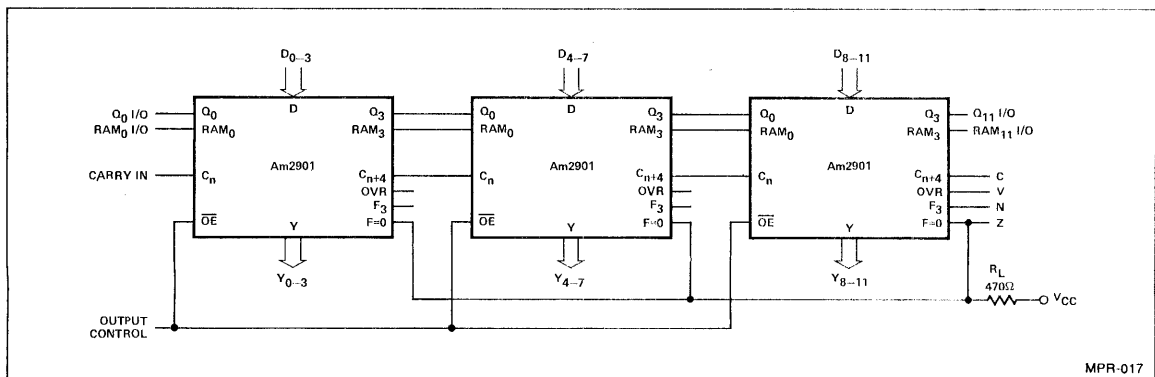 D0–3 D4–7 D8–11
D D D
Q0 I/O Q0 Q3 Q0 Q3 Q0 Q3 Q11 I/O
RAM0 I/O RAM0 RAM3 RAM0 RAM3 RAM0 RAM3 RAM11 I/O
Am2901 Am2901 Am2901
CARRY IN Cn Cn+4 Cn Cn+4 Cn Cn+4 C
OVR OVR OVR V
F3 F3 F3 N
OE F=0 OE F=0 OE F=0 Z
Y Y Y
Y0–3 Y4–7 Y8–11
RL
470Ω
VCC
OUTPUT
CONTROL
MPR-017